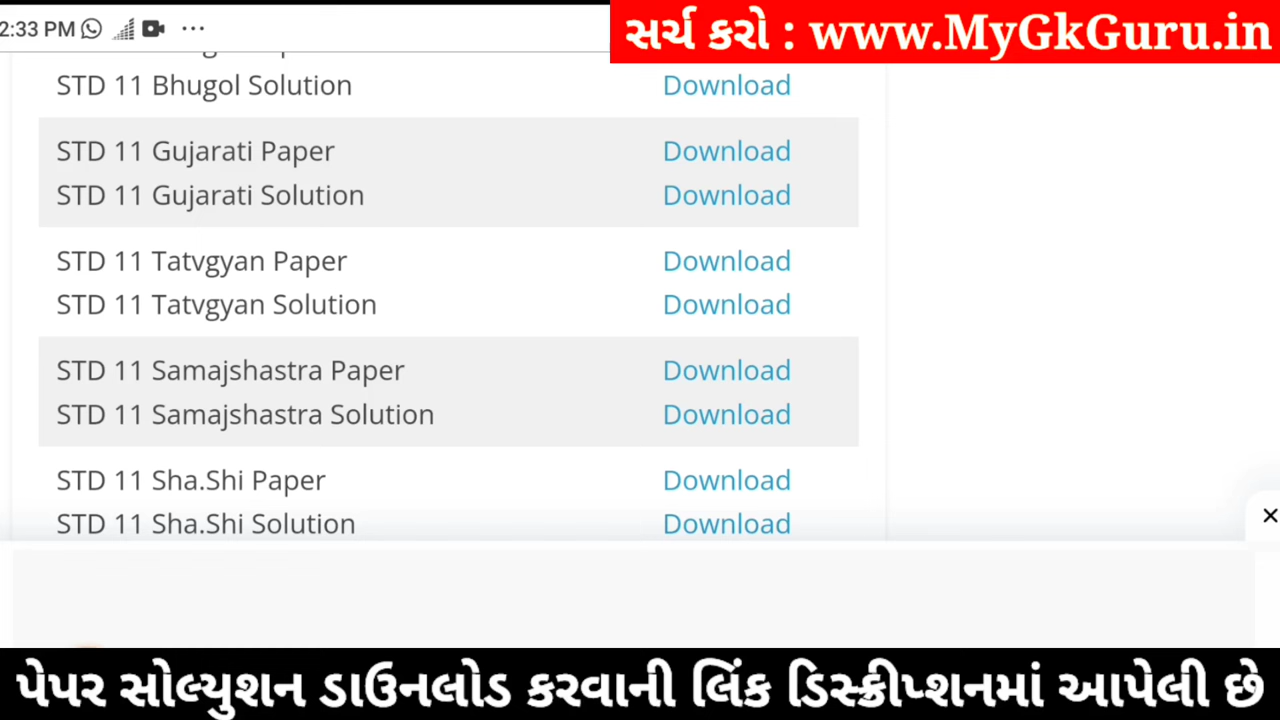 2:33 PM ...
સર્ચ કરો : www.MyGkGuru.in
STD 11 Bhugol Solution Download
STD 11 Gujarati Paper Download
STD 11 Gujarati Solution Download
STD 11 Tatvgyan Paper Download
STD 11 Tatvgyan Solution Download
STD 11 Samajshastra Paper Download
STD 11 Samajshastra Solution Download
STD 11 Sha.Shi Paper Download
STD 11 Sha.Shi Solution Download
પેપર સોલ્યુશન ડાઉનલોડ કરવાની લિંક ડિસ્ક્રીપ્શનમાં આપેલી છે